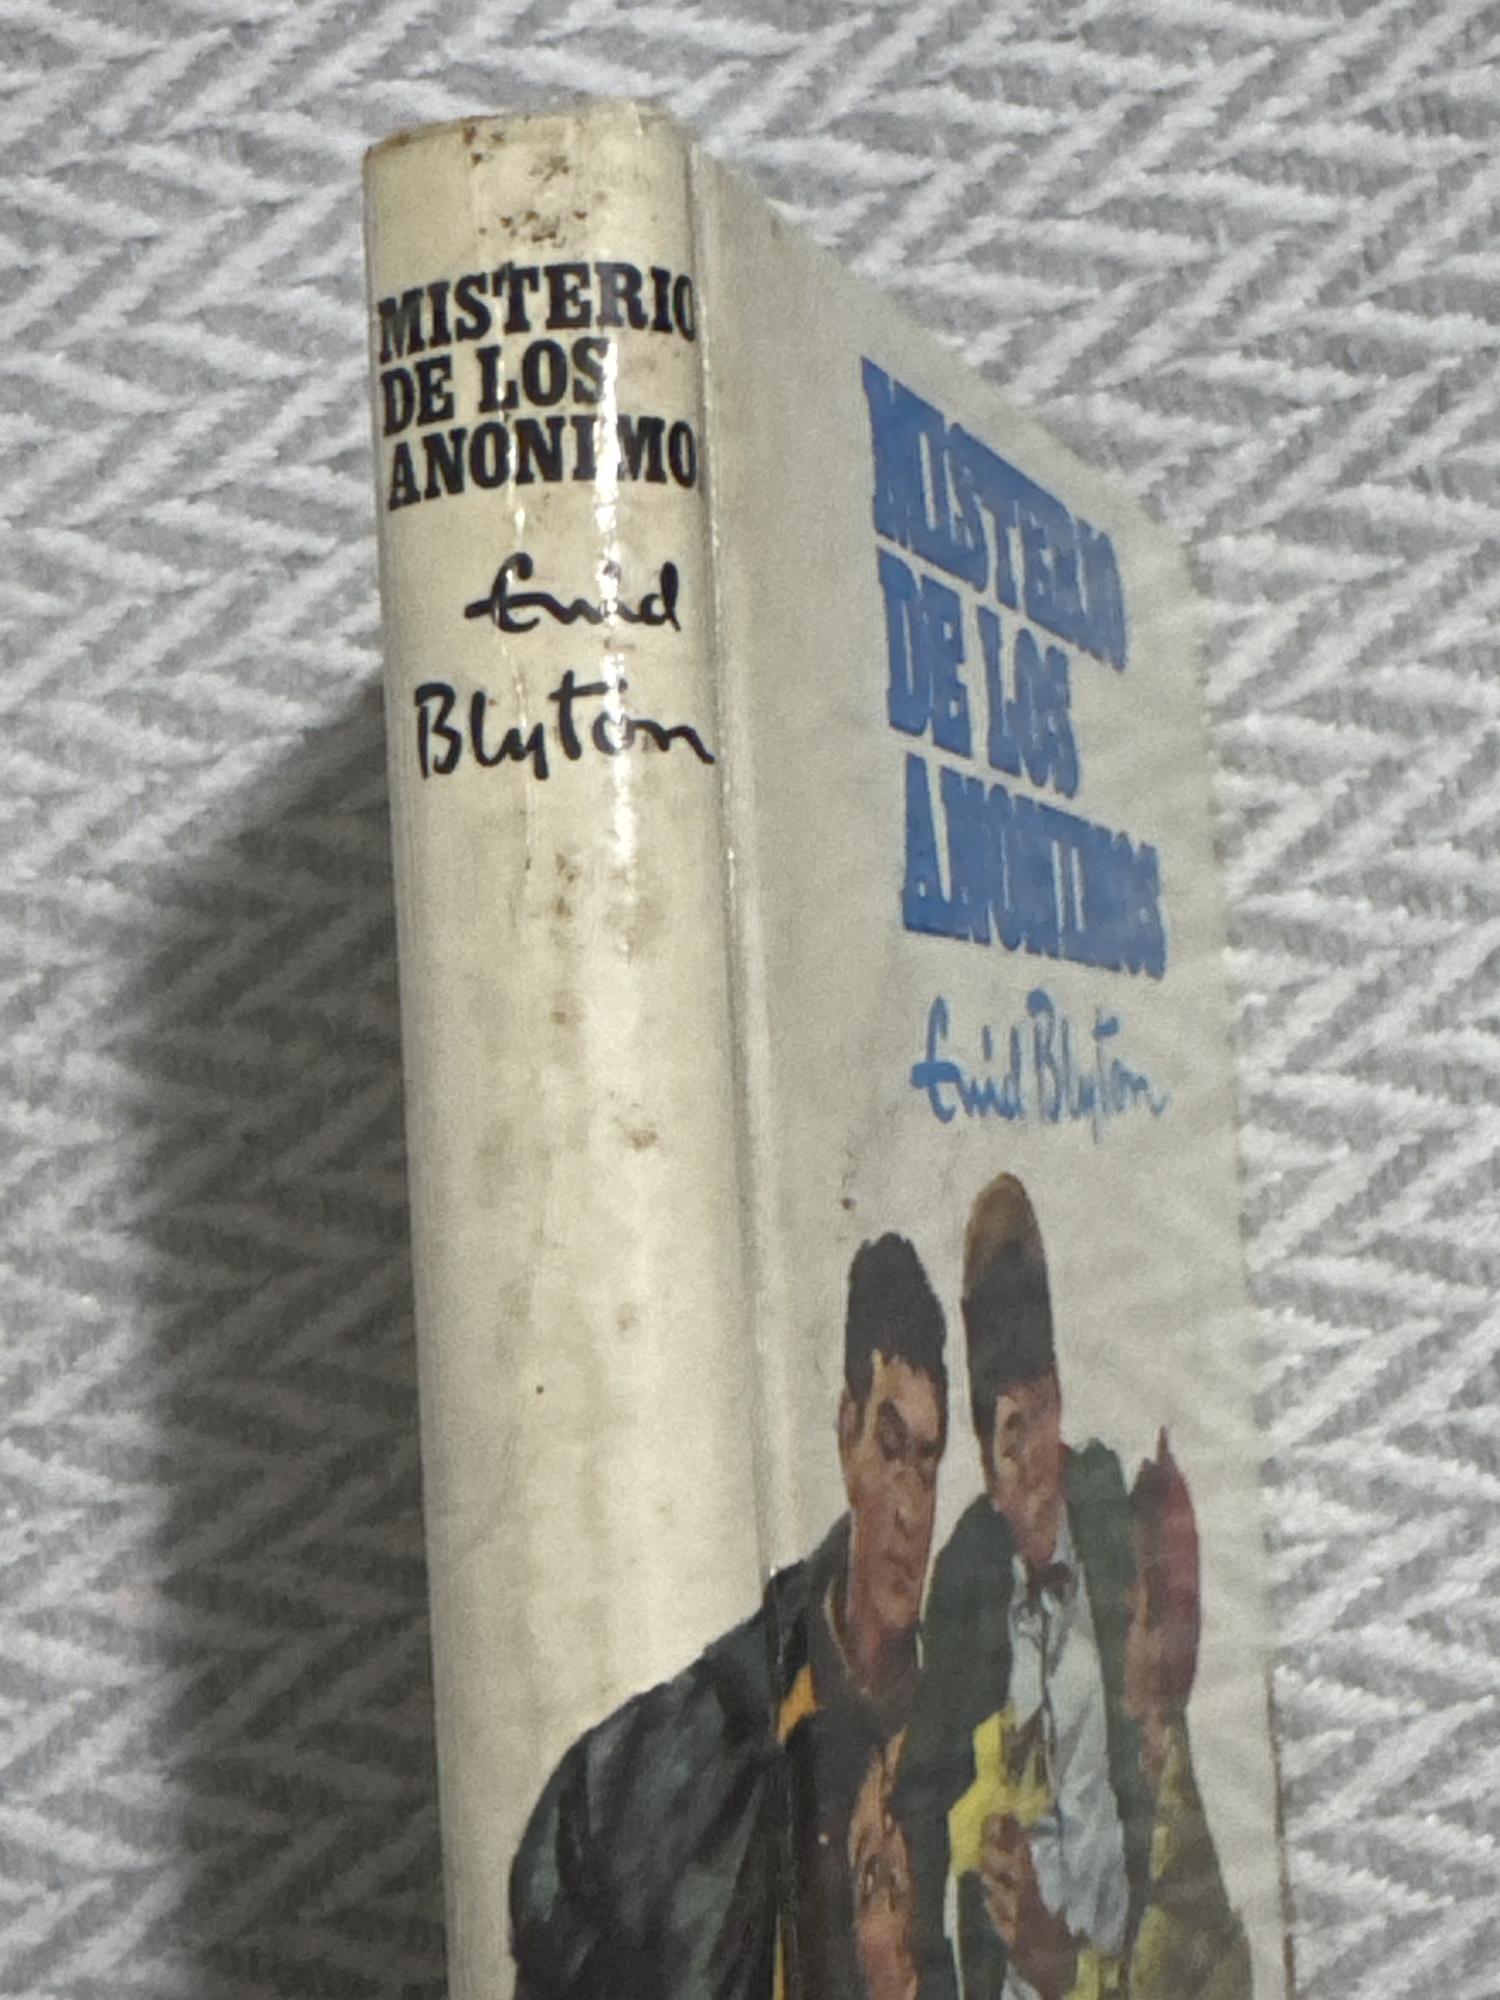 MISTERIO
DE LOS
ANONIMO
Enid
Blyton
MISTERIO
DE LOS
ANONIMOS
Enid Blyton